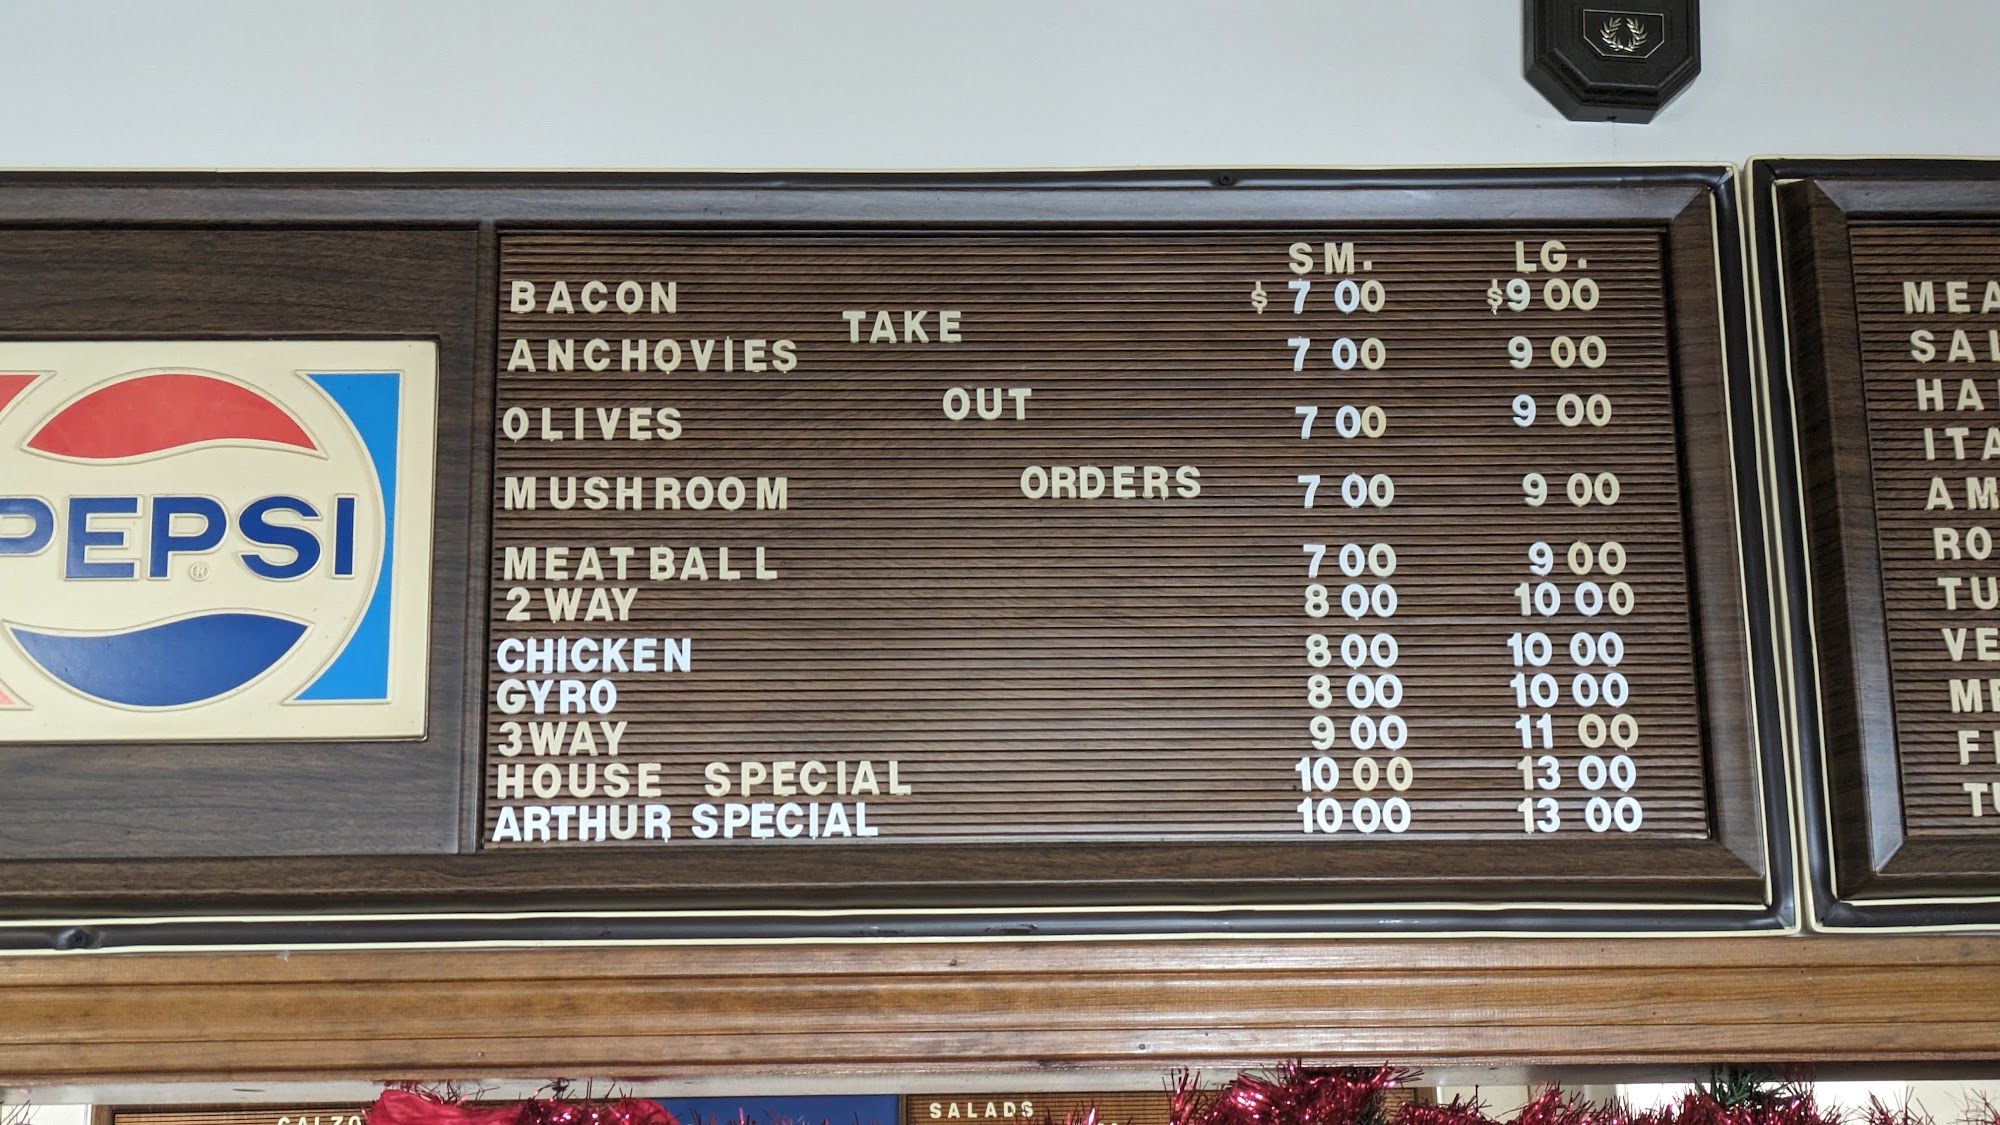 SM. LG.
BACON $ 7 00 $9 00
TAKE
ANCHOVIES 7 00 9 00
OUT
OLIVES 7 00 9 00
ORDERS
MUSHROOM 7 00 9 00
MEAT BALL 7 00 9 00
2 WAY 8 00 10 00
CHICKEN 8 00 10 00
GYRO 8 00 10 00
3 WAY 9 00 11 00
HOUSE SPECIAL 10 00 13 00
ARTHUR SPECIAL 10 00 13 00
PEPSI
®
SALADS